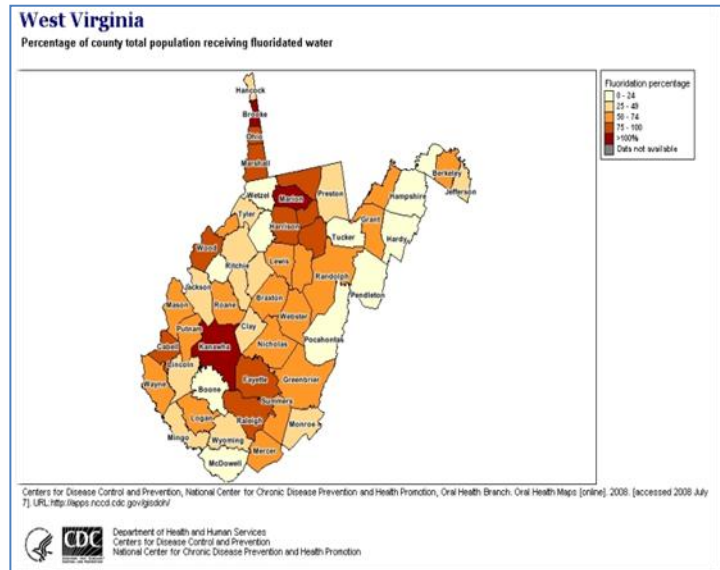 West Virginia
Percentage of county total population receiving fluoridated water
Fluoridation percentage
0 - 24
25 - 49
50 - 74
75 - 100
>100%
Data not available
Hancock
Brooke
Ohio
Marshall
Wetzel
Marion
Preston
Berkeley
Jefferson
Hampshire
Tyler
Harrison
Grant
Tucker
Hardy
Wood
Ritchie
Lewis
Randolph
Pendleton
Jackson
Mason
Roane
Braxton
Webster
Putnam
Clay
Pocahontas
Cabell
Kanawha
Nicholas
Lincoln
Wayne
Boone
Fayette
Greenbrier
Summers
Logan
Raleigh
Monroe
Mingo
Wyoming
Mercer
McDowell
Centers for Disease Control and Prevention, National Center for Chronic Disease Prevention and Health Promotion, Oral Health Branch. Oral Health Maps [online]. 2008. [accessed 2008 July
7]. URL:http://apps.nccd.cdc.gov/gisdoh/
CDC
Department of Health and Human Services
Centers for Disease Control and Prevention
National Center for Chronic Disease Prevention and Health Promotion